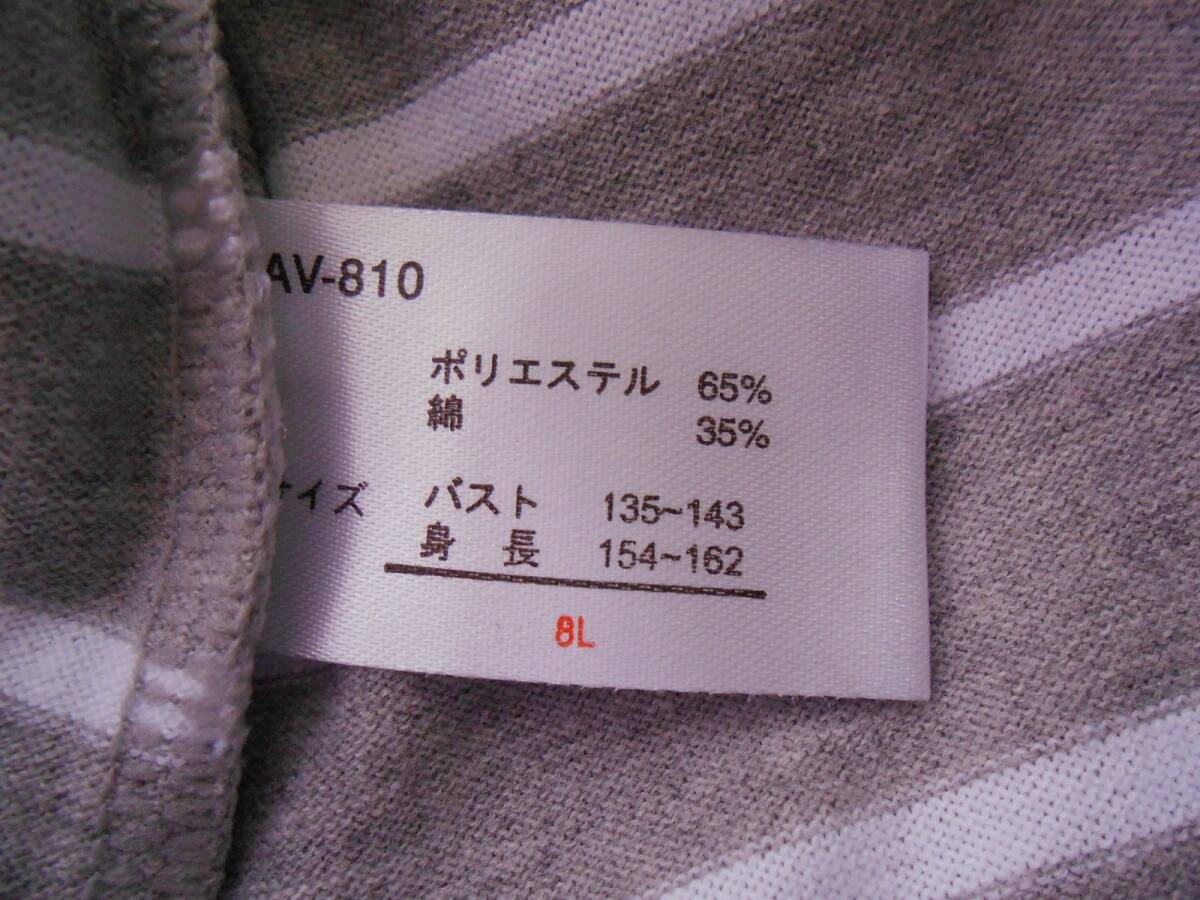 AV-810
ポリエステル 65%
綿 35%
サイズ バスト 135~143
身 長 154~162
8L